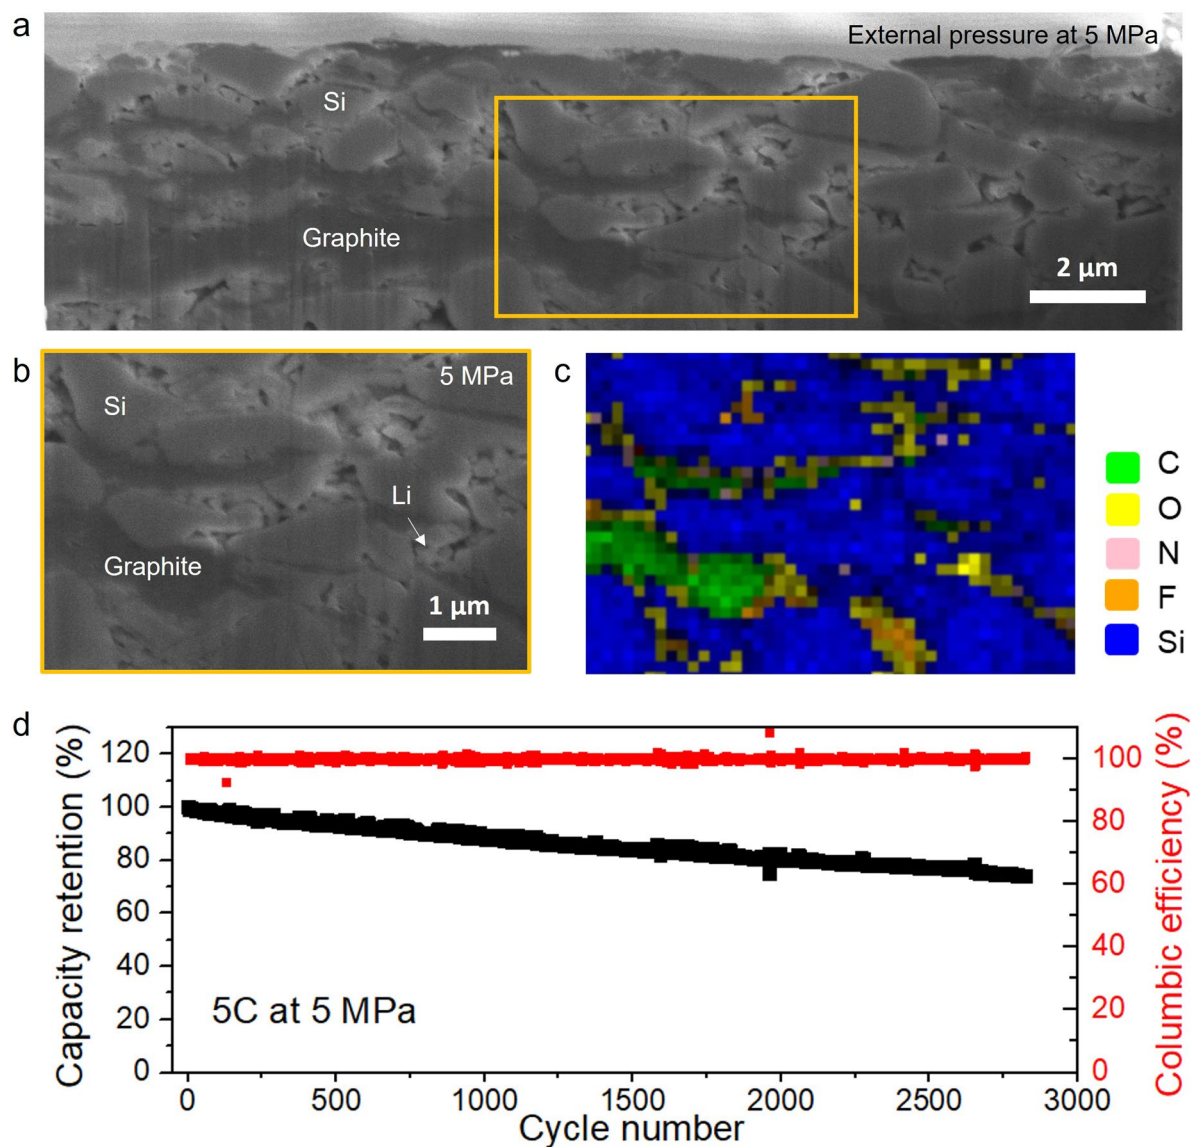 a
External pressure at 5 MPa
Si
Graphite
2 µm
b
5 MPa
Si
Li
Graphite
1 µm
c
C
O
N
F
Si
d
Capacity retention (%)
120
100
80
60
40
20
0
5C at 5 MPa
0
500
1000
1500
2000
2500
3000
Cycle number
100
80
60
40
20
0
Columbic efficiency (%)